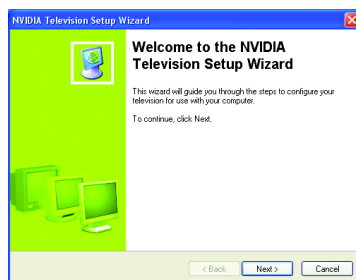 NVIDIA Television Setup Wizard
Welcome to the NVIDIA
Television Setup Wizard
This wizard will guide you through the steps to configure your
television for use with your computer.
To continue, click Next.
< Back
Next >
Cancel